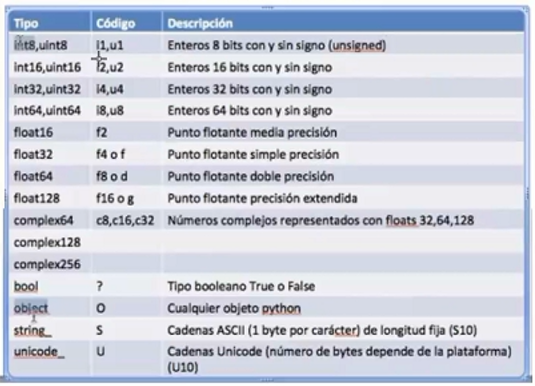 Tipo Código Descripción
int8,uint8 i1,u1 Enteros 8 bits con y sin signo (unsigned)
int16,uint16 i2,u2 Enteros 16 bits con y sin signo
int32,uint32 i4,u4 Enteros 32 bits con y sin signo
int64,uint64 i8,u8 Enteros 64 bits con y sin signo
float16 f2 Punto flotante media precisión
float32 f4 o f Punto flotante simple precisión
float64 f8 o d Punto flotante doble precisión
float128 f16 o g Punto flotante precisión extendida
complex64 c8,c16,c32 Números complejos representados con floats 32,64,128
complex128
complex256
bool ? Tipo booleano True o False
object O Cualquier objeto python
string_ S Cadenas ASCII (1 byte por carácter) de longitud fija (S10)
unicode_ U Cadenas Unicode (número de bytes depende de la plataforma)
(U10)